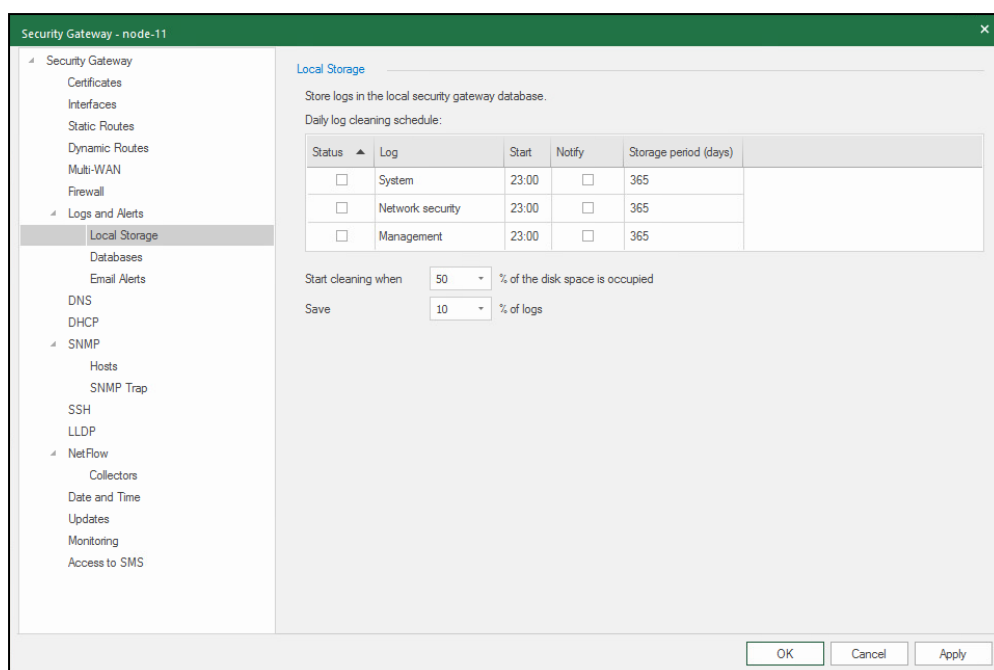 Security Gateway - node-11
Security Gateway
Certificates
Interfaces
Static Routes
Dynamic Routes
Multi-WAN
Firewall
Logs and Alerts
Local Storage
Databases
Email Alerts
DNS
DHCP
SNMP
Hosts
SNMP Trap
SSH
LLDP
NetFlow
Collectors
Date and Time
Updates
Monitoring
Access to SMS
Local Storage
Store logs in the local security gateway database.
Daily log cleaning schedule:
Status Log Start Notify Storage period (days)
System 23:00 365
Network security 23:00 365
Management 23:00 365
Start cleaning when 50 % of the disk space is occupied
Save 10 % of logs
OK Cancel Apply